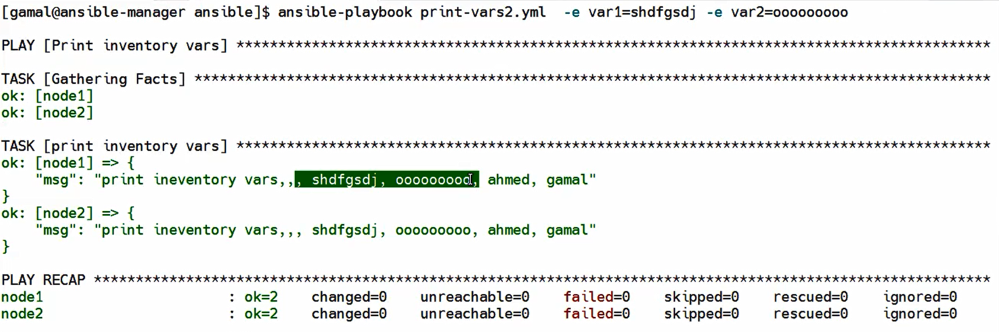 [gamal@ansible-manager ansible]$ ansible-playbook print-vars2.yml  -e var1=shdfgsdj -e var2=ooooooooo
PLAY [Print inventory vars] ******************************************************************************************
TASK [Gathering Facts] ***********************************************************************************************
ok: [node1]
ok: [node2]
TASK [print inventory vars] ******************************************************************************************
ok: [node1] => {
    "msg": "print ineventory vars,,, shdfgsdj, ooooooooo, ahmed, gamal"
}
ok: [node2] => {
    "msg": "print ineventory vars,,, shdfgsdj, ooooooooo, ahmed, gamal"
}
PLAY RECAP ***********************************************************************************************************
node1                      : ok=2    changed=0    unreachable=0    failed=0    skipped=0    rescued=0    ignored=0
node2                      : ok=2    changed=0    unreachable=0    failed=0    skipped=0    rescued=0    ignored=0